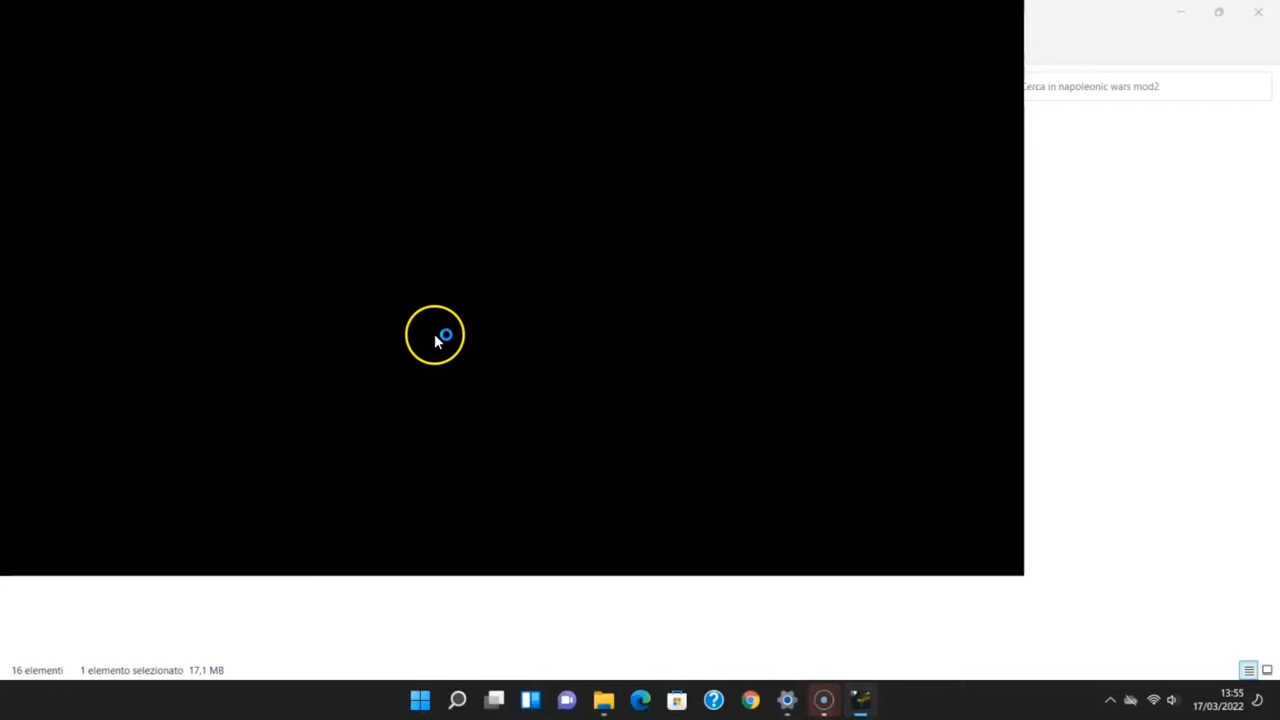 Cerca in napoleonic wars mod2
16 elementi 1 elemento selezionato 17,1 MB
13:55
17/03/2022